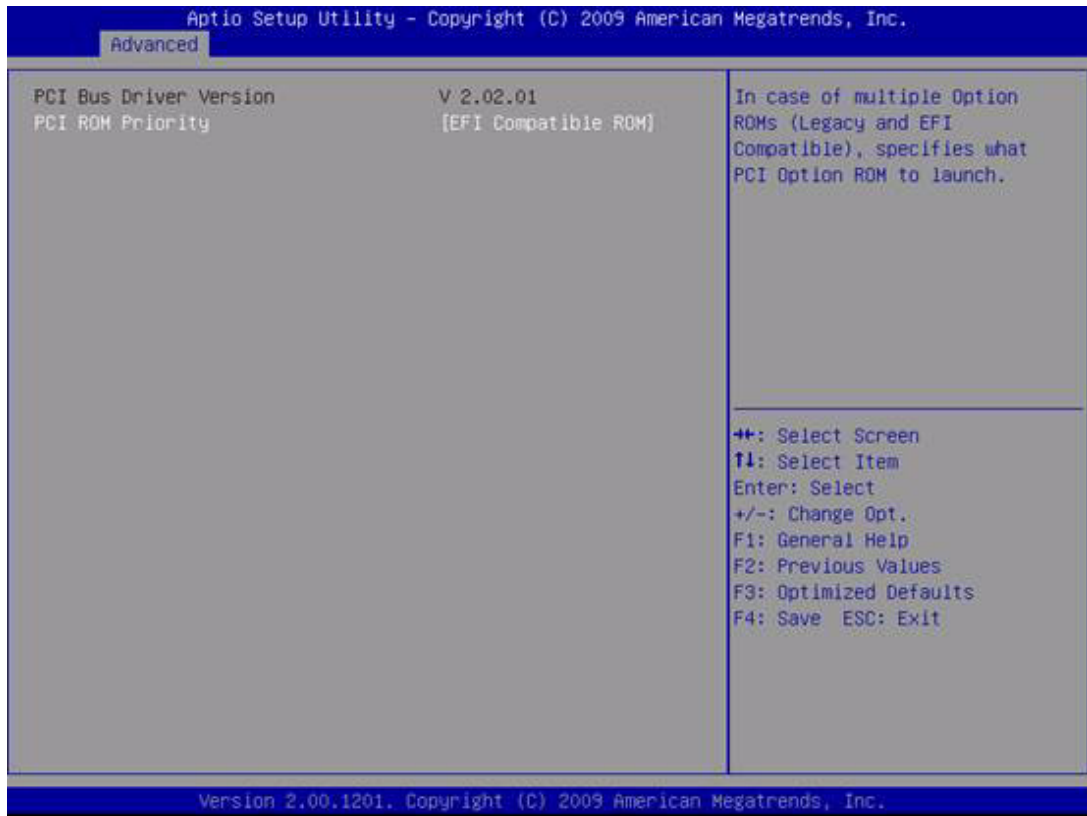 Aptio Setup Utility - Copyright (C) 2009 American Megatrends, Inc.
Advanced
PCI Bus Driver Version V 2.02.01
PCI ROM Priority [EFI Compatible ROM]
In case of multiple Option
ROMs (Legacy and EFI
Compatible), specifies what
PCI Option ROM to launch.
→←: Select Screen
↑↓: Select Item
Enter: Select
+/-: Change Opt.
F1: General Help
F2: Previous Values
F3: Optimized Defaults
F4: Save ESC: Exit
Version 2.00.1201. Copyright (C) 2009 American Megatrends, Inc.